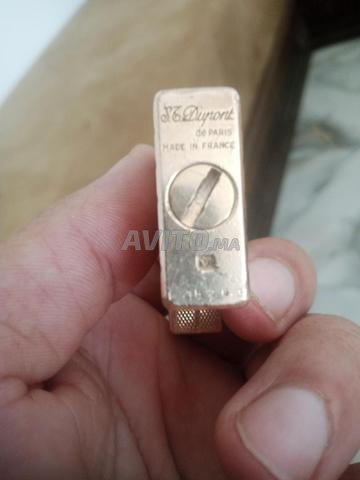 S.T. Dupont
de PARIS
MADE IN FRANCE
AVITO.MA